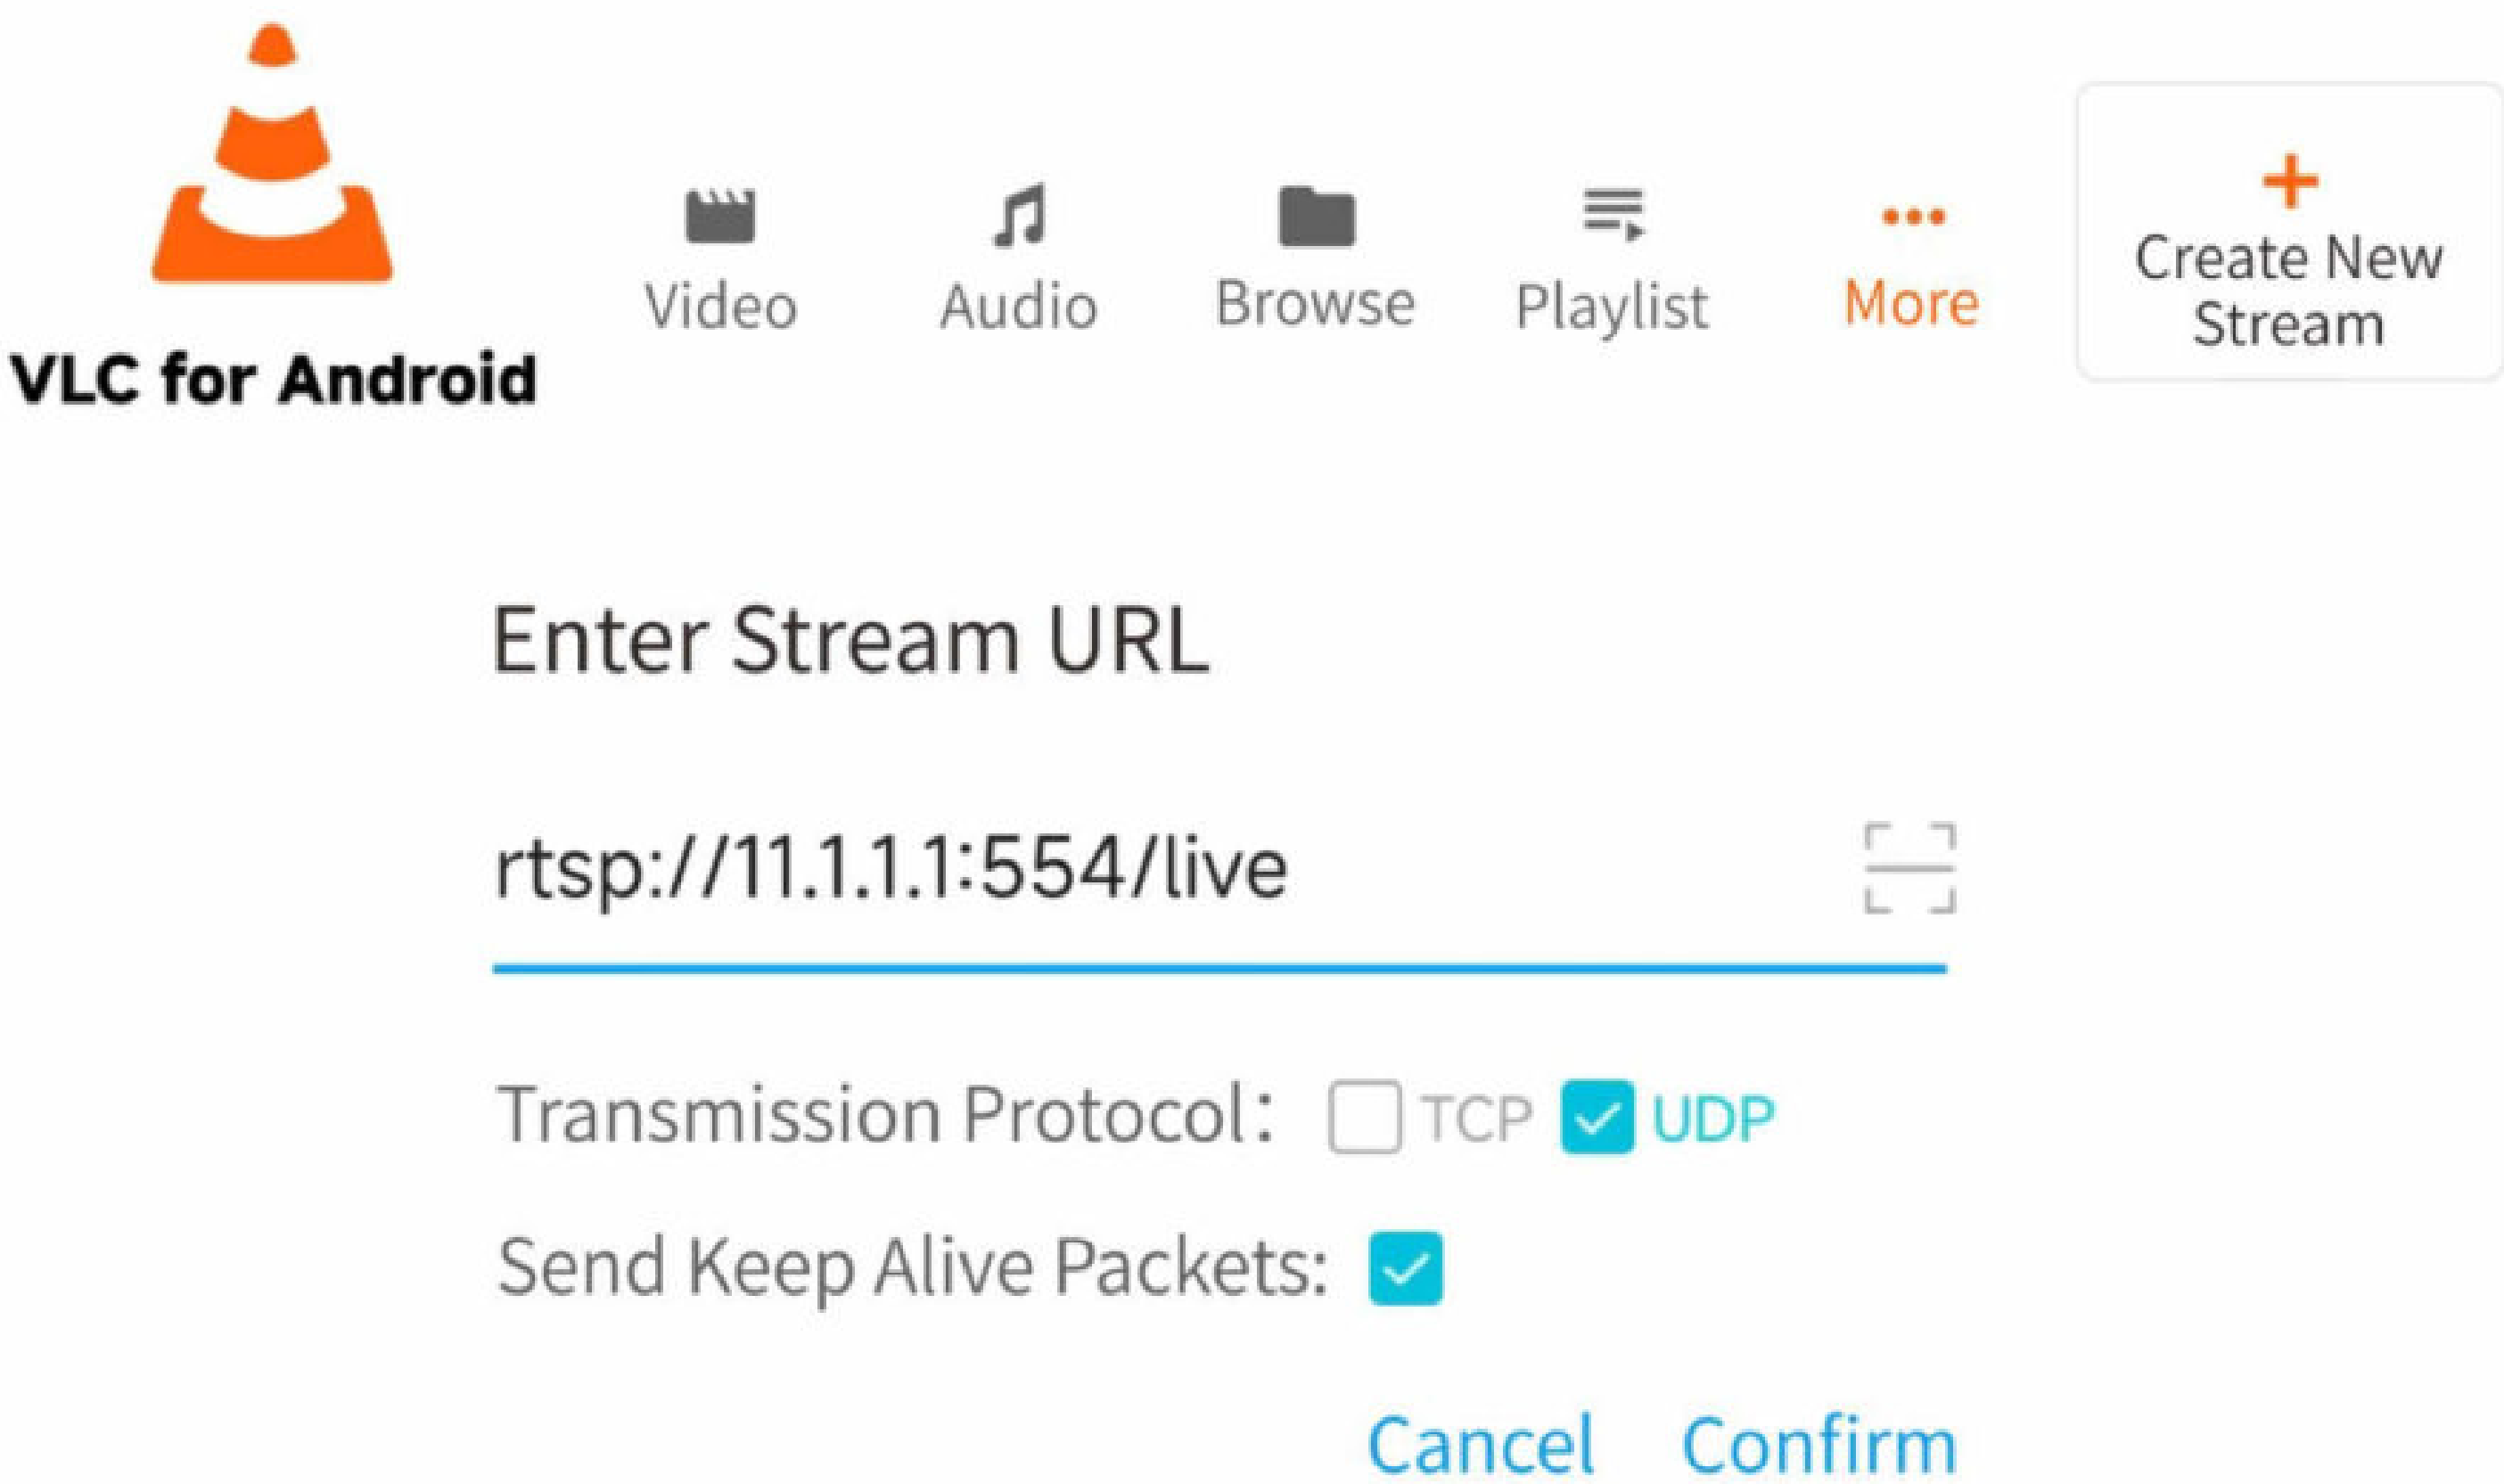 VLC for Android
Video
Audio
Browse
Playlist
More
Create New
Stream
Enter Stream URL
rtsp://11.1.1.1:554/live
Transmission Protocol: TCP UDP
Send Keep Alive Packets:
Cancel Confirm